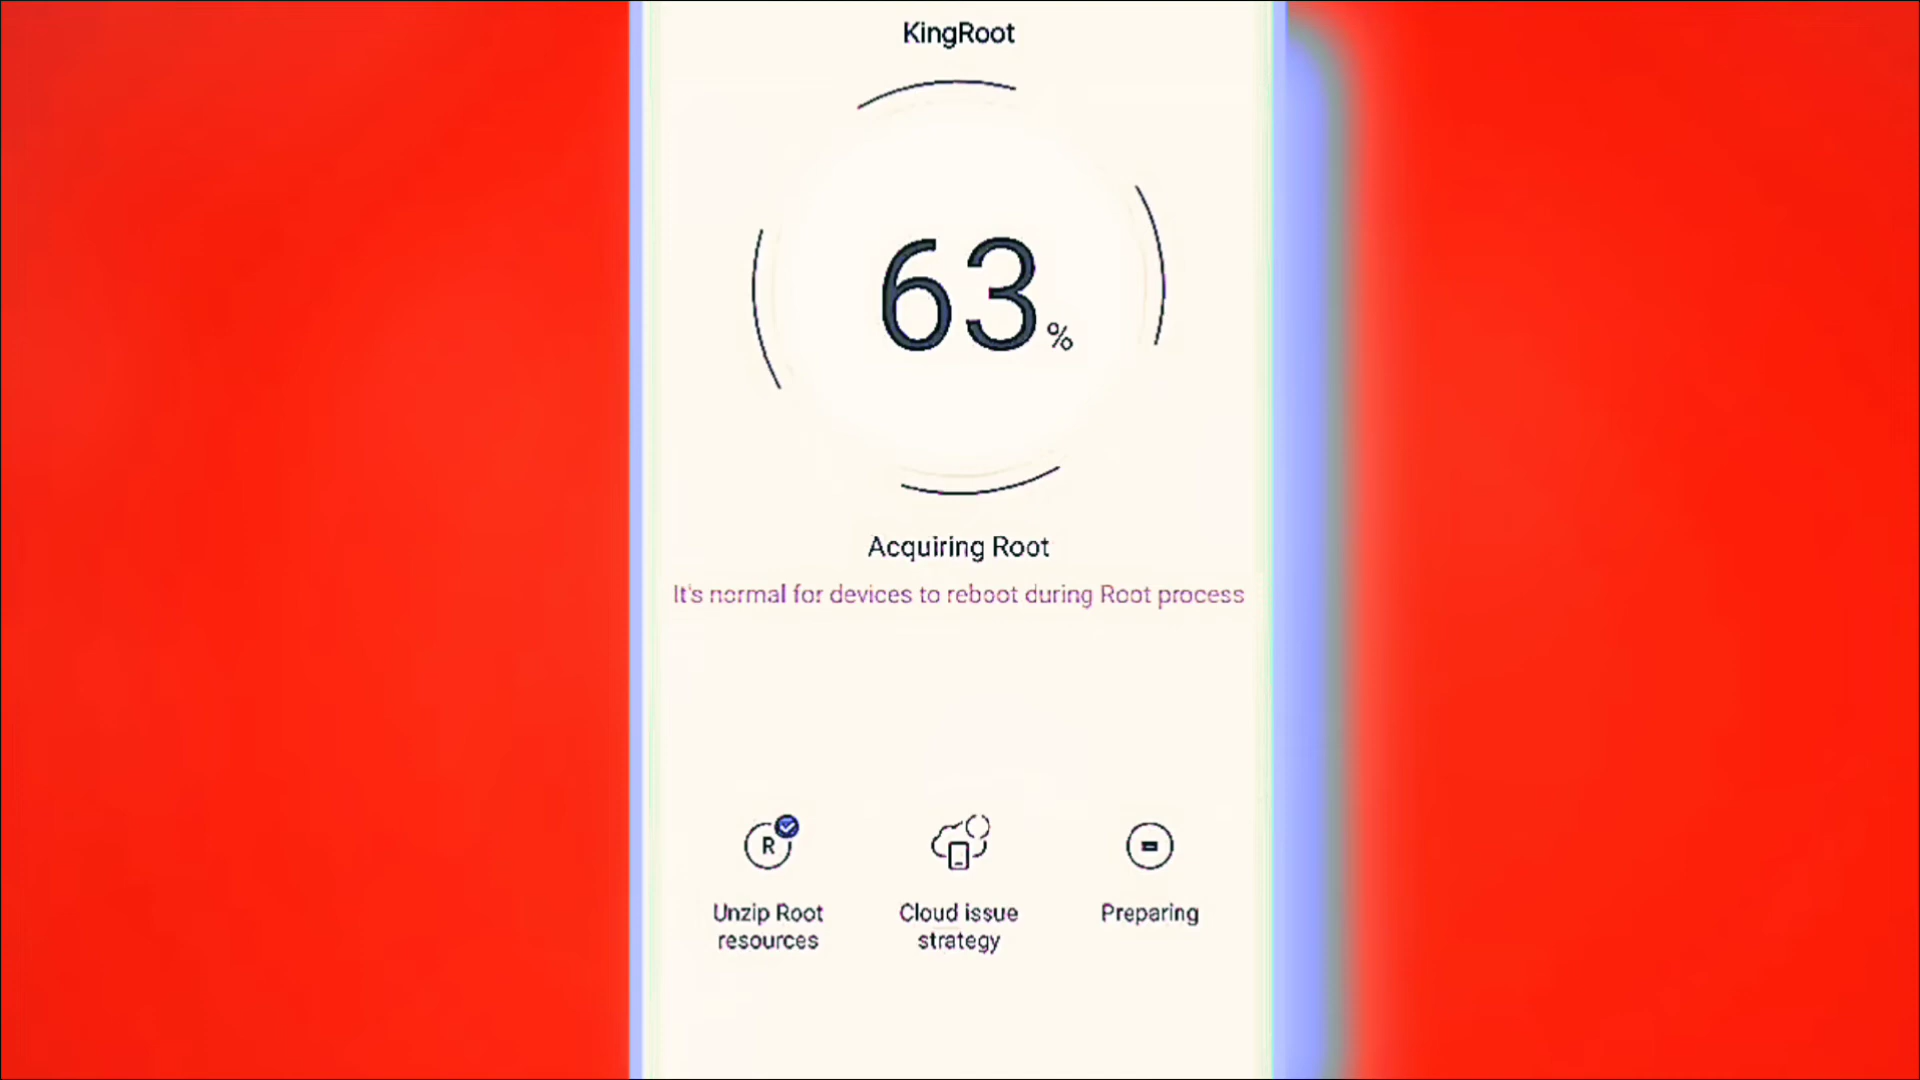 KingRoot
63%
Acquiring Root
It's normal for devices to reboot during Root process
R
Unzip Root
resources
Cloud issue
strategy
Preparing